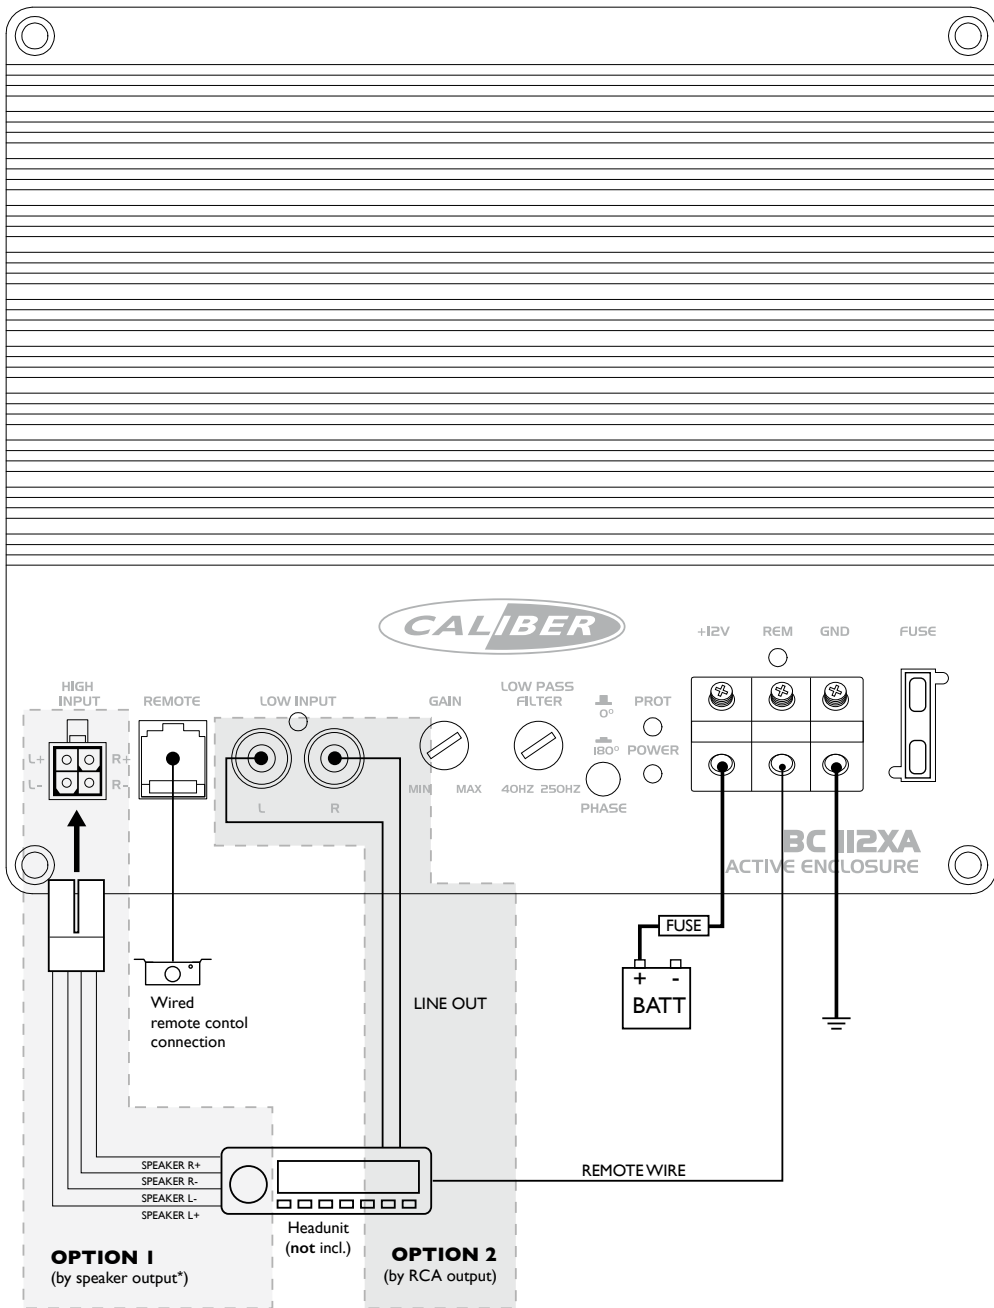 CALIBER
+12V REM GND FUSE
HIGH
INPUT
REMOTE
LOW INPUT
GAIN
LOW PASS
FILTER
0°
PROT
180°
POWER
L+ R+
L- R-
L R
MIN MAX
40HZ 250HZ
PHASE
BC 112XA
ACTIVE ENCLOSURE
FUSE
+ -
BATT
Wired
remote contol
connection
LINE OUT
SPEAKER R+
SPEAKER R-
SPEAKER L-
SPEAKER L+
REMOTE WIRE
Headunit
(not incl.)
OPTION 1
(by speaker output*)
OPTION 2
(by RCA output)